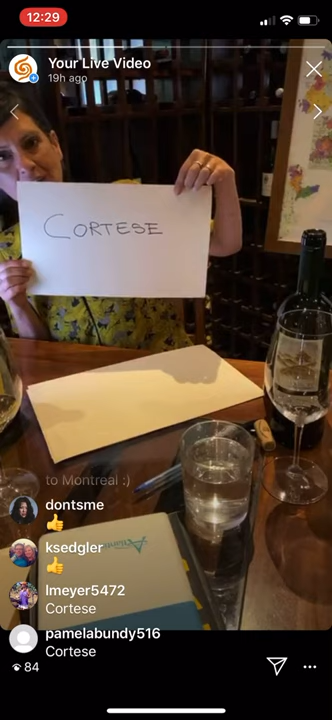 12:29
Your Live Video
19h ago
CORTESE
to Montreal :)
dontsme
👍
ksedgler
👍
lmeyer5472
Cortese
pamelabundy516
Cortese
84